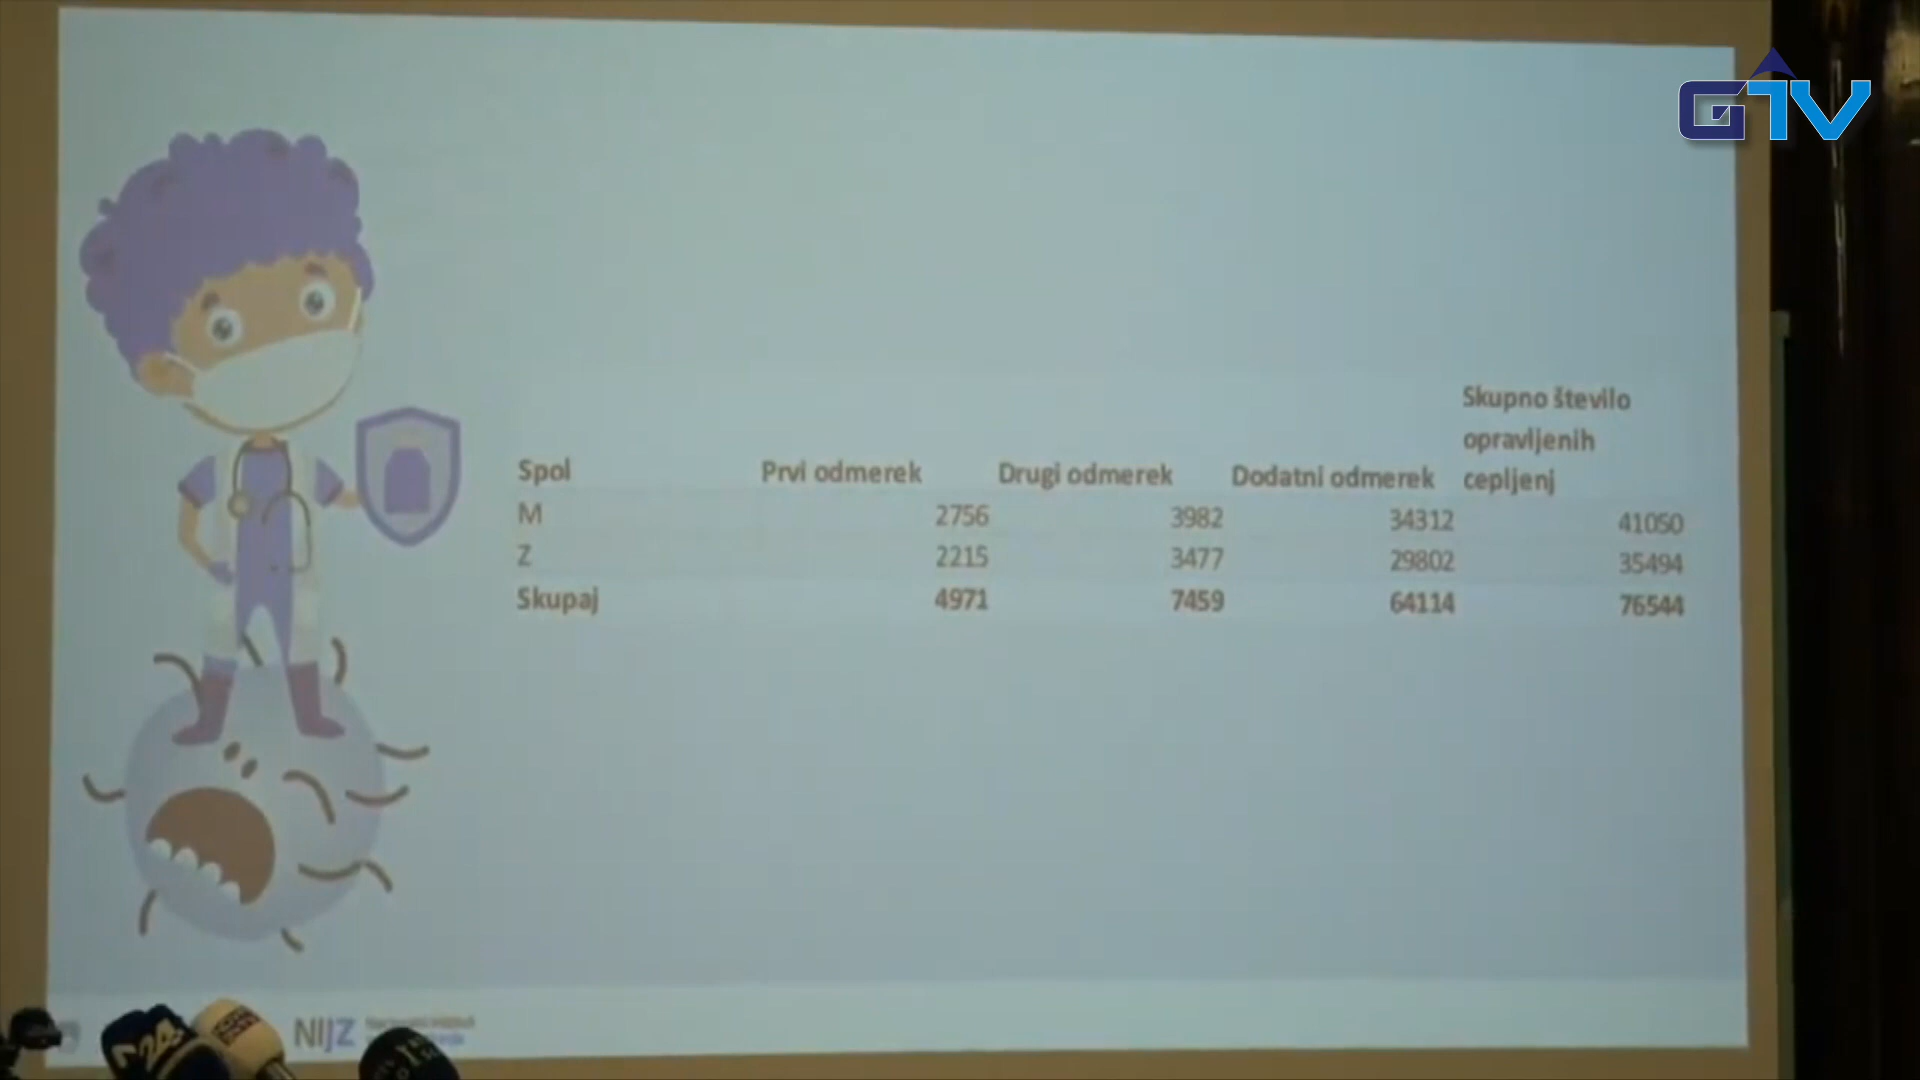 GTV
Skupno število
opravljenih
cepljenj
Spol Prvi odmerek Drugi odmerek Dodatni odmerek
M 2756 3982 34312 41050
Z 2215 3477 29802 35494
Skupaj 4971 7459 64114 76544
NIJZ
24